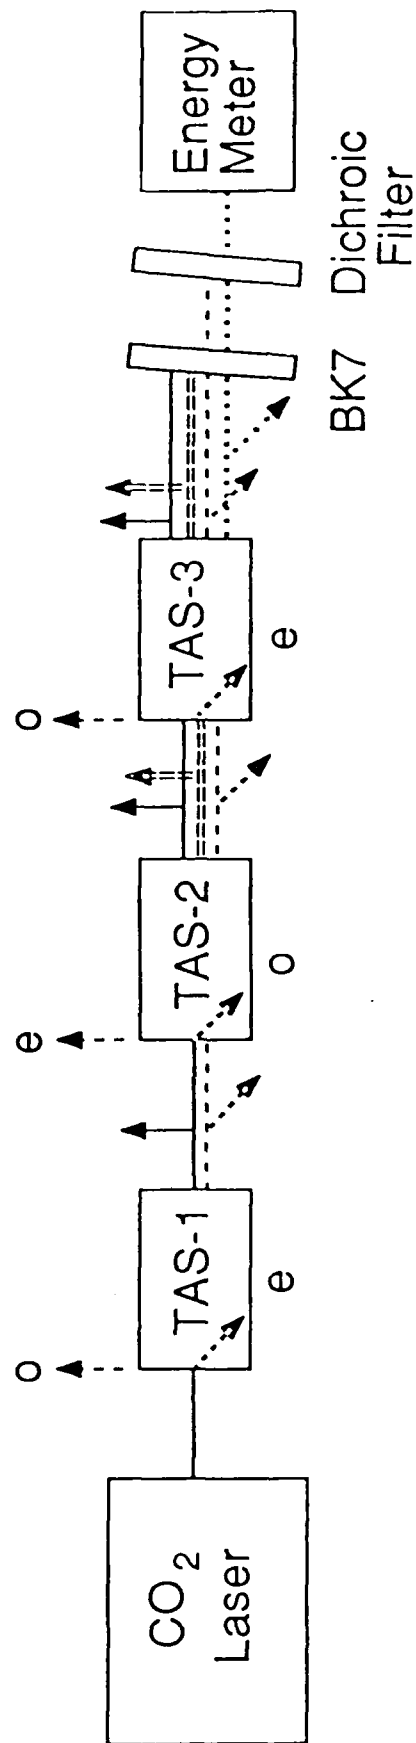 CO2
Laser
o
TAS-1
e
e
TAS-2
o
o
TAS-3
e
BK7
Dichroic
Filter
Energy
Meter